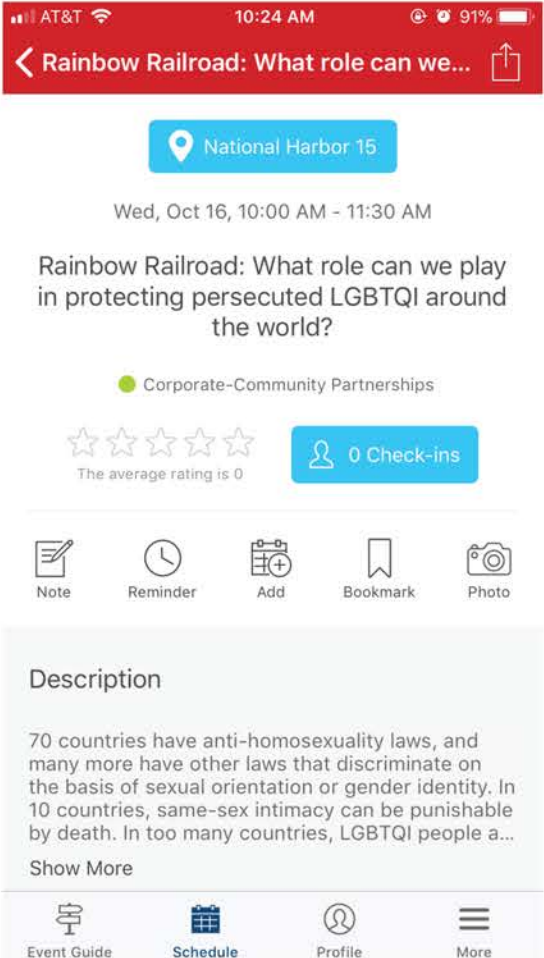 AT&T 10:24 AM 91%
Rainbow Railroad: What role can we...
National Harbor 15
Wed, Oct 16, 10:00 AM - 11:30 AM
Rainbow Railroad: What role can we play
in protecting persecuted LGBTQI around
the world?
Corporate-Community Partnerships
The average rating is 0
0 Check-ins
Note Reminder Add Bookmark Photo
Description
70 countries have anti-homosexuality laws, and
many more have other laws that discriminate on
the basis of sexual orientation or gender identity. In
10 countries, same-sex intimacy can be punishable
by death. In too many countries, LGBTQI people a...
Show More
Event Guide Schedule Profile More